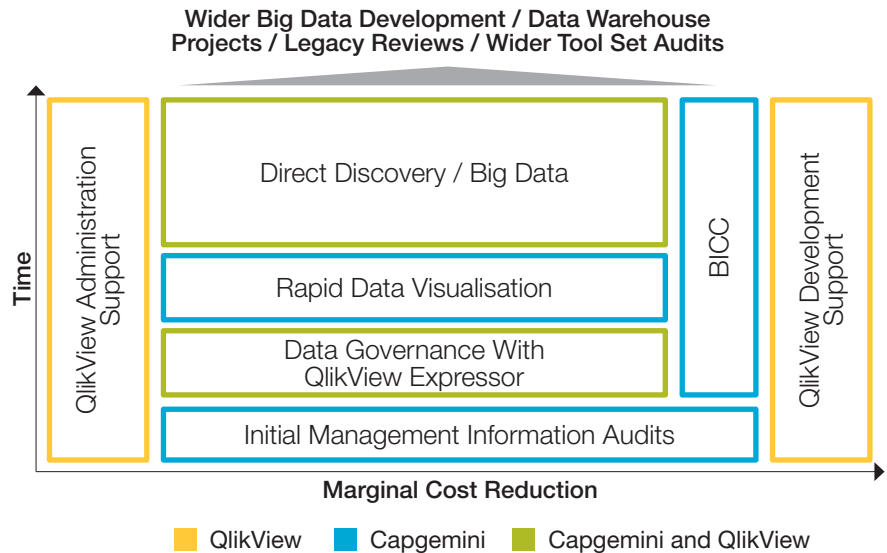 Wider Big Data Development / Data Warehouse
Projects / Legacy Reviews / Wider Tool Set Audits
Time
QlikView Administration
Support
Direct Discovery / Big Data
Rapid Data Visualisation
Data Governance With
QlikView Expressor
Initial Management Information Audits
BICC
QlikView Development
Support
Marginal Cost Reduction
QlikView
Capgemini
Capgemini and QlikView